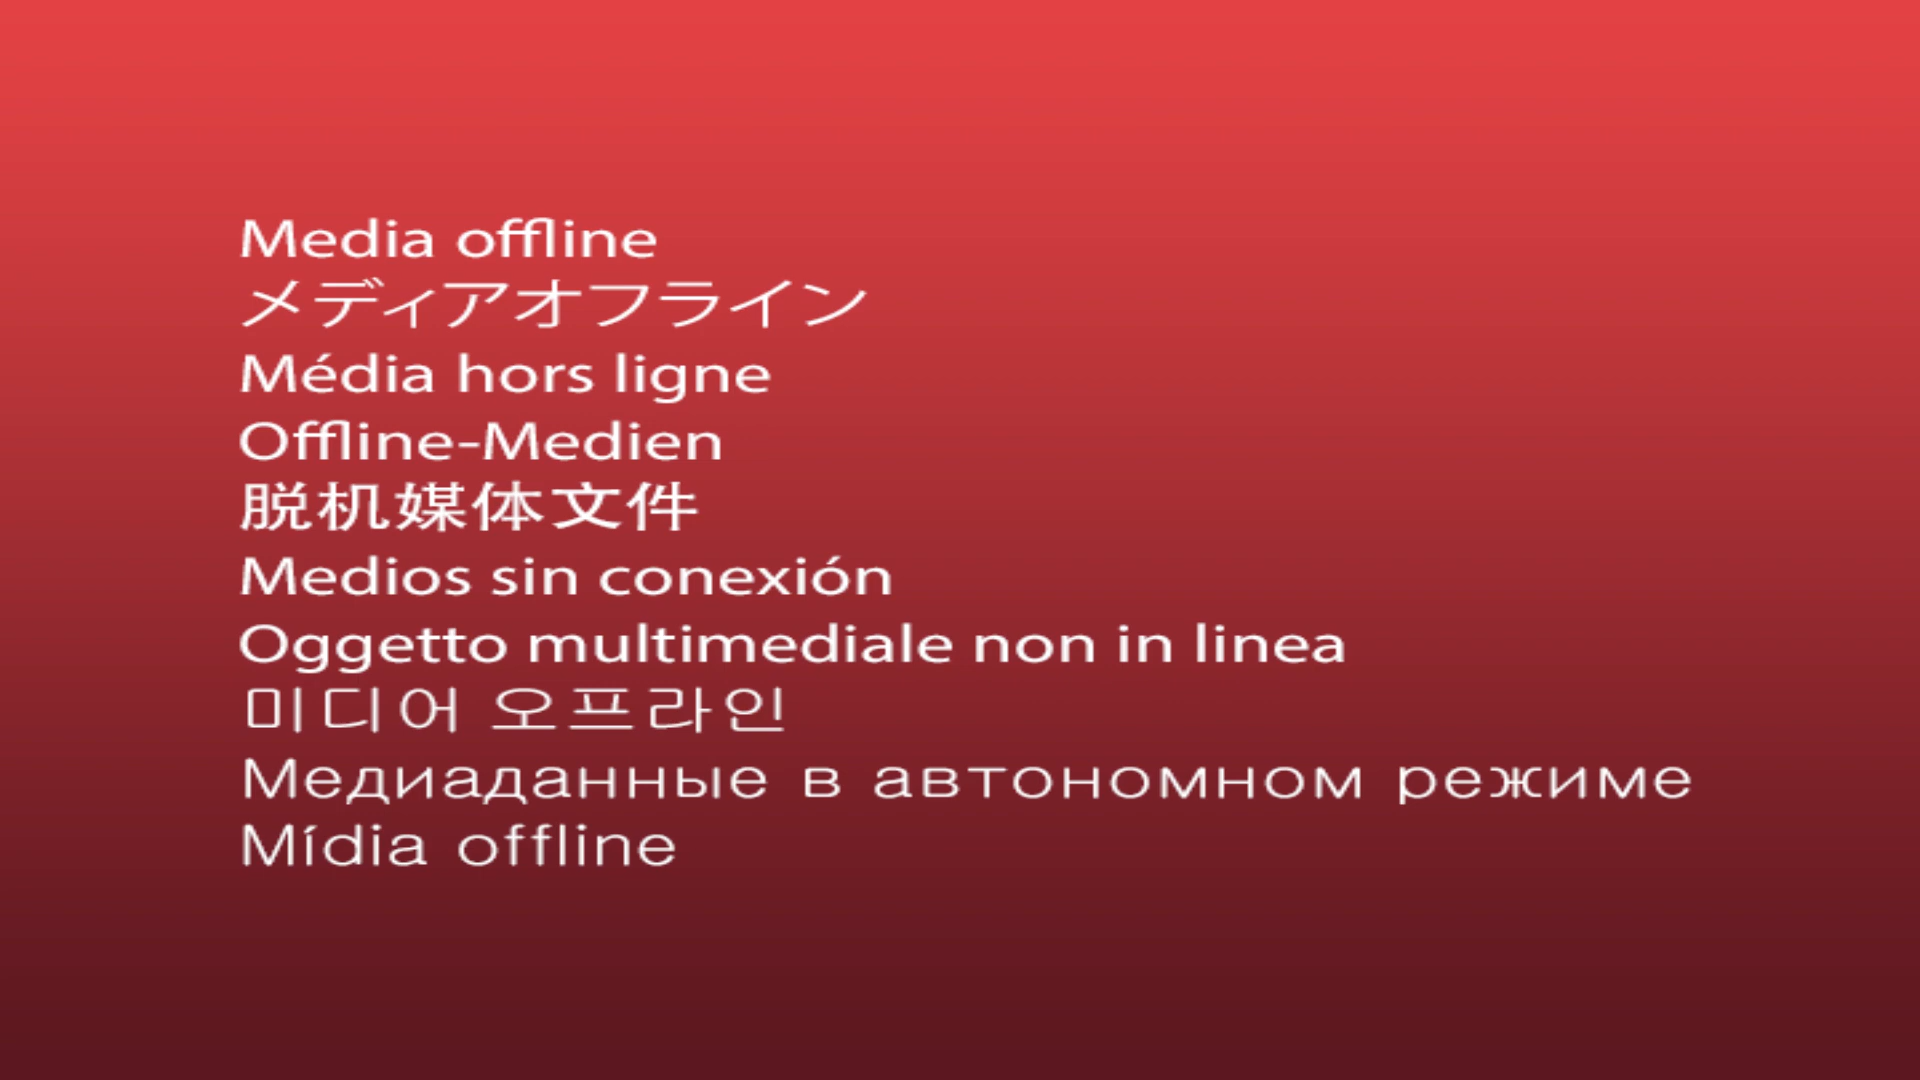 Media offline
メディアオフライン
Média hors ligne
Offline-Medien
脱机媒体文件
Medios sin conexión
Oggetto multimediale non in linea
미디어 오프라인
Медиаданные в автономном режиме
Mídia offline